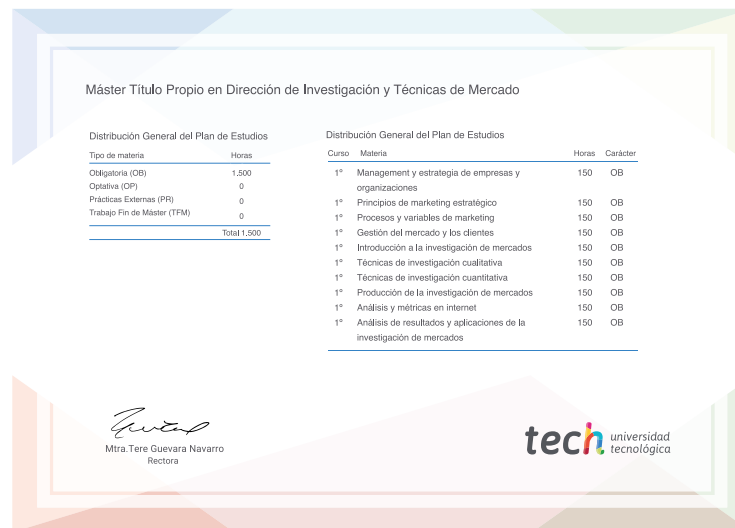 Máster Título Propio en Dirección de Investigación y Técnicas de Mercado
Distribución General del Plan de Estudios
Tipo de materia Horas
Obligatoria (OB) 1.500
Optativa (OP) 0
Prácticas Externas (PR) 0
Trabajo Fin de Máster (TFM) 0
Total 1,500
Distribución General del Plan de Estudios
Curso Materia Horas Carácter
1º Management y estrategia de empresas y 150 OB
organizaciones
1º Principios de marketing estratégico 150 OB
1º Procesos y variables de marketing 150 OB
1º Gestión del mercado y los clientes 150 OB
1º Introducción a la investigación de mercados 150 OB
1º Técnicas de investigación cualitativa 150 OB
1º Técnicas de investigación cuantitativa 150 OB
1º Producción de la investigación de mercados 150 OB
1º Análisis y métricas en internet 150 OB
1º Análisis de resultados y aplicaciones de la 150 OB
investigación de mercados
Mtra.Tere Guevara Navarro
Rectora
tech universidad
tecnológica